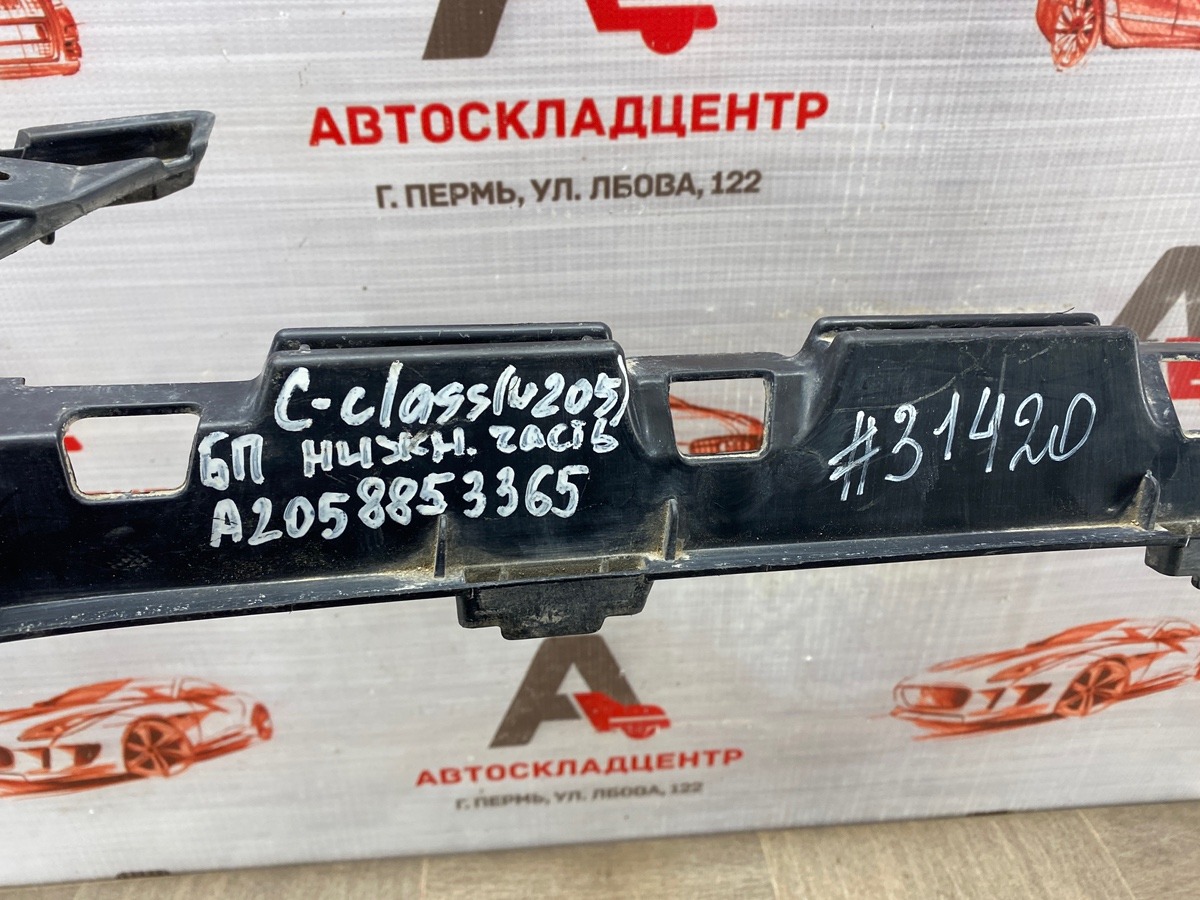 АВТОСКЛАДЦЕНТР
Г. ПЕРМЬ, УЛ. ЛБОВА, 122
C-class(w205)
БП нижн. часть
A2058853365
#31420
АВТОСКЛАДЦЕНТР
Г. ПЕРМЬ, УЛ. ЛБОВА, 122